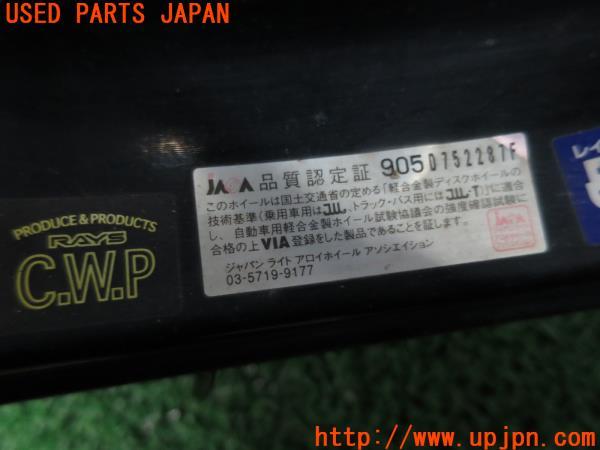 USED PARTS JAPAN
JAWA 品質認定証 905 0152287F
このホイールは国土交通省の定める「軽合金製ディスクホイールの
技術基準（乗用車用はJWL、トラック・バス用にはJWL-T）」に適合
し、自動車用軽合金製ホイール試験協議会の強度確認試験に
合格の上VIA登録をした製品であることを証します。
ジャパン ライト アロイホイール アソシエイション
03-5719-9177
PRODUCE & PRODUCTS
RAYS
C.W.P
レイ
http://www.upjpn.com/